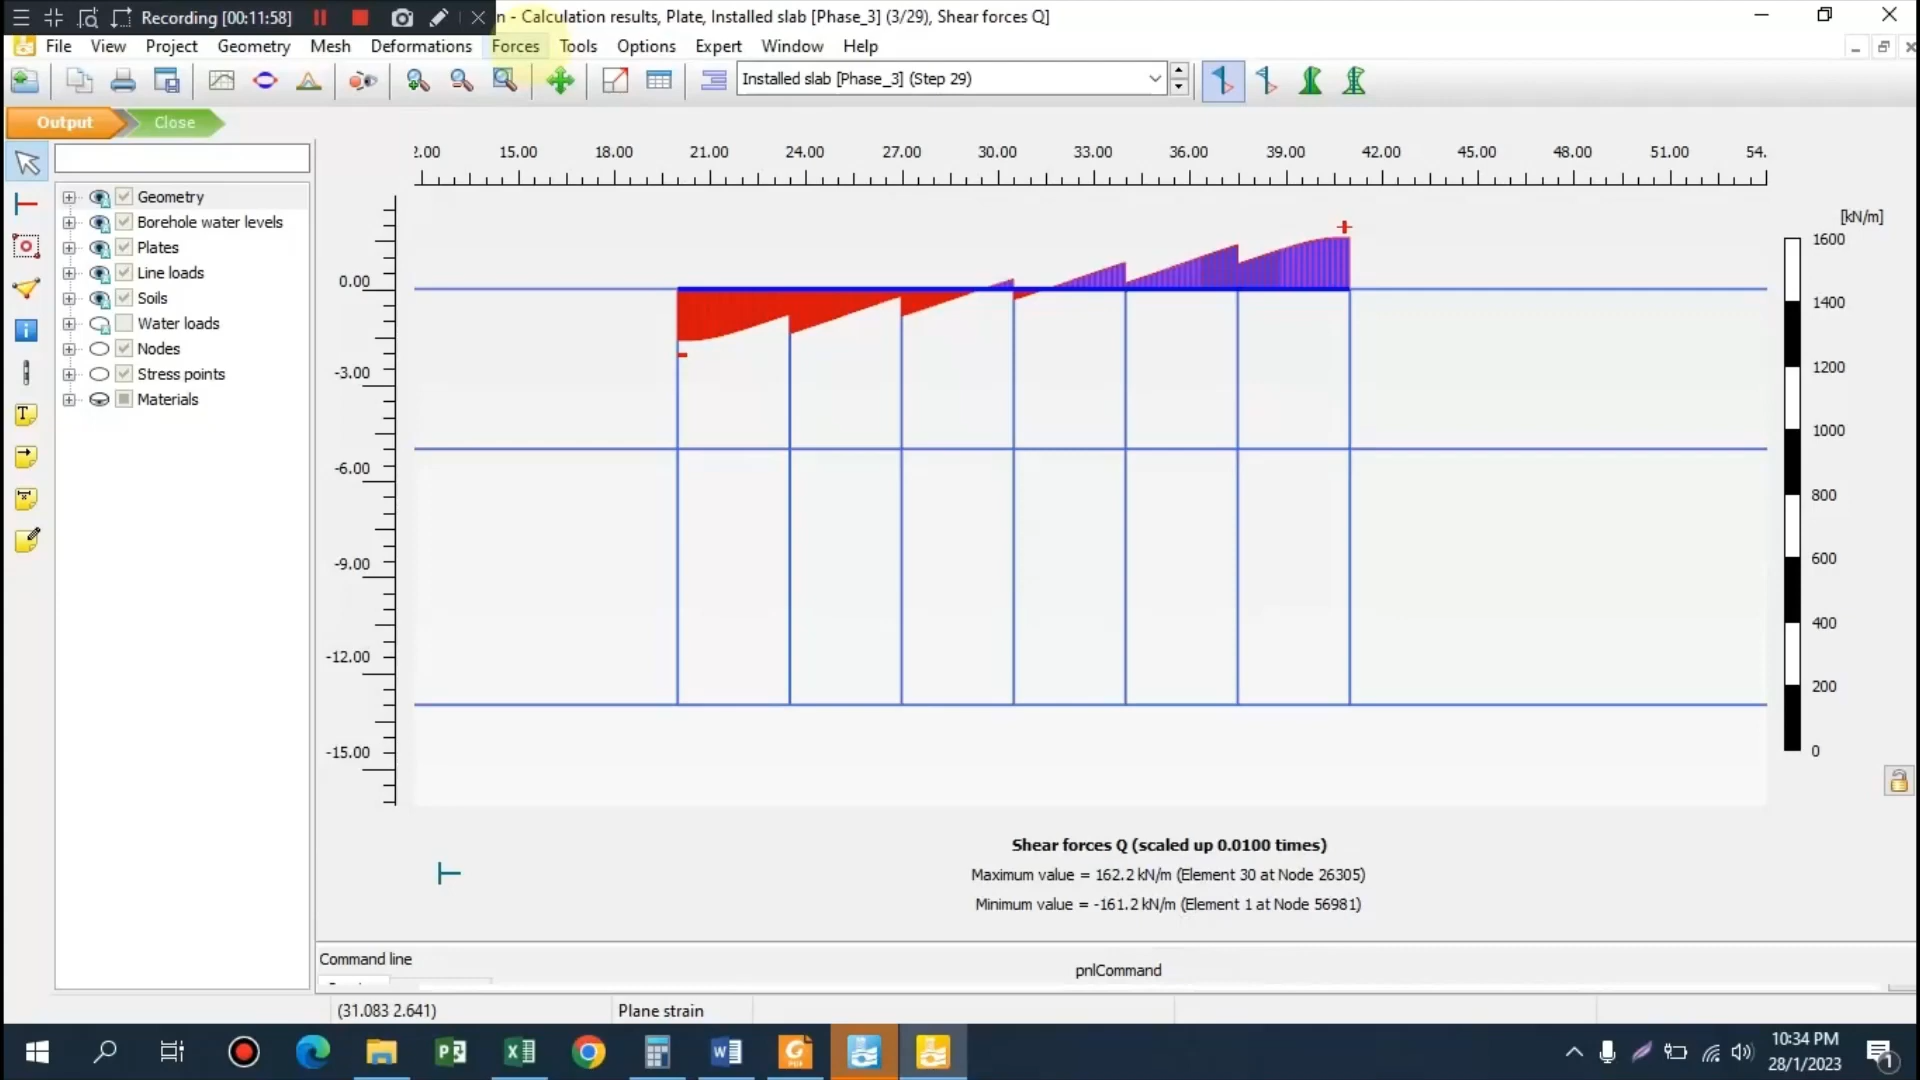 Recording [00:11:58]
n - Calculation results, Plate, Installed slab [Phase_3] (3/29), Shear forces Q]
File View Project Geometry Mesh Deformations Forces Tools Options Expert Window Help
Installed slab [Phase_3] (Step 29)
Output Close
Geometry
Borehole water levels
Plates
Line loads
Soils
Water loads
Nodes
Stress points
Materials
2.00 15.00 18.00 21.00 24.00 27.00 30.00 33.00 36.00 39.00 42.00 45.00 48.00 51.00 54.
0.00
-3.00
-6.00
-9.00
-12.00
-15.00
[kN/m]
1600
1400
1200
1000
800
600
400
200
0
Shear forces Q (scaled up 0.0100 times)
Maximum value = 162.2 kN/m (Element 30 at Node 26305)
Minimum value = -161.2 kN/m (Element 1 at Node 56981)
Command line
pnlCommand
(31.083 2.641) Plane strain
10:34 PM
28/1/2023
1